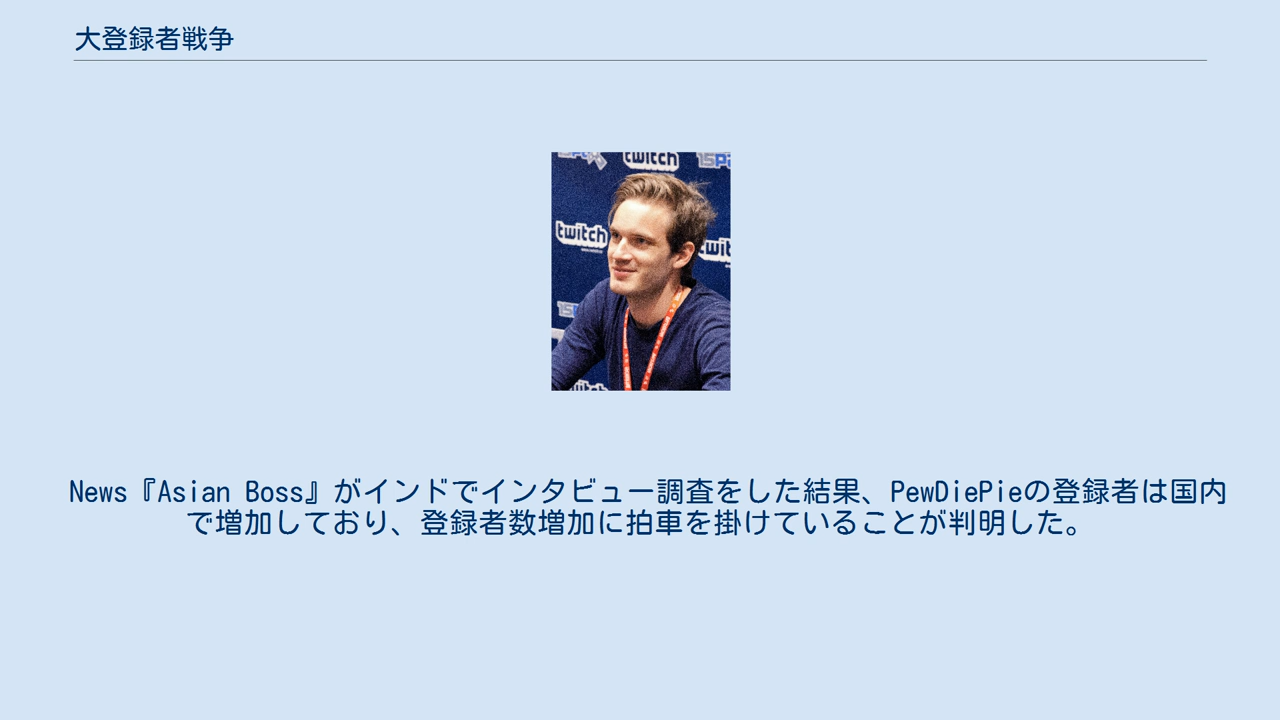 大登録者戦争
twitch
twitch
News『Asian Boss』がインドでインタビュー調査をした結果、PewDiePieの登録者は国内
で増加しており、登録者数増加に拍車を掛けていることが判明した。